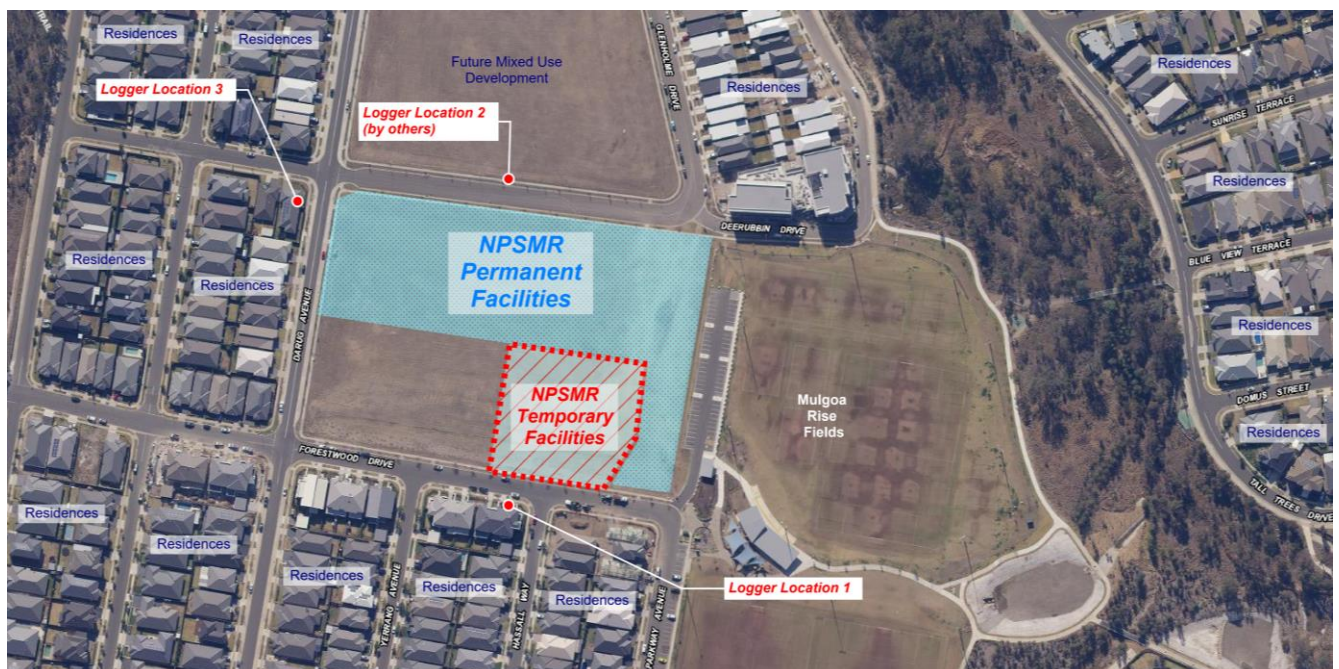 TRAIL
Residences
Residences
Future Mixed Use
Development
GLENHOLME DRIVE
Residences
Residences
SUNRISE TERRACE
Logger Location 3
Logger Location 2
(by others)
Residences
BLUE VIEW TERRACE
DEERUBBIN DRIVE
NPSMR
Permanent
Facilities
Residences
Residences
DARUG AVENUE
Residences
DOMUS STREET
NPSMR
Temporary
Facilities
Mulgoa
Rise
Fields
Residences
FORESTWOOD DRIVE
TALL TREES DRIVE
Residences
Residences
Residences
YERRANG AVENUE
Residences
HASSALL WAY
Residences
PARKWAY AVENUE
Logger Location 1